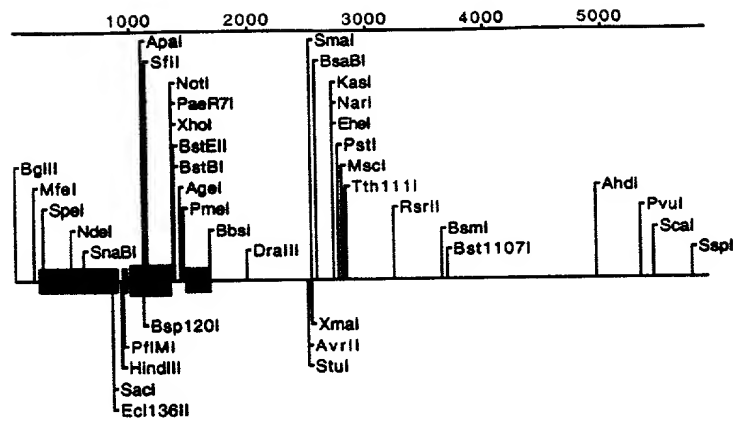 1000 2000 3000 4000 5000
ApaI
SfiI
NotI
PaeR7I
XhoI
BstEII
BstBI
AgeI
PmeI
BbsI
DraIII
BglII
MfeI
SpeI
NdeI
SnaBI
SmaI
BsaBI
KasI
NarI
EheI
PstI
MscI
Tth111I
RsrII
BsmI
Bst1107I
AhdI
PvuI
ScaI
SspI
Bsp120I
PflMI
HindIII
SacI
Ecl136II
XmaI
AvrII
StuI